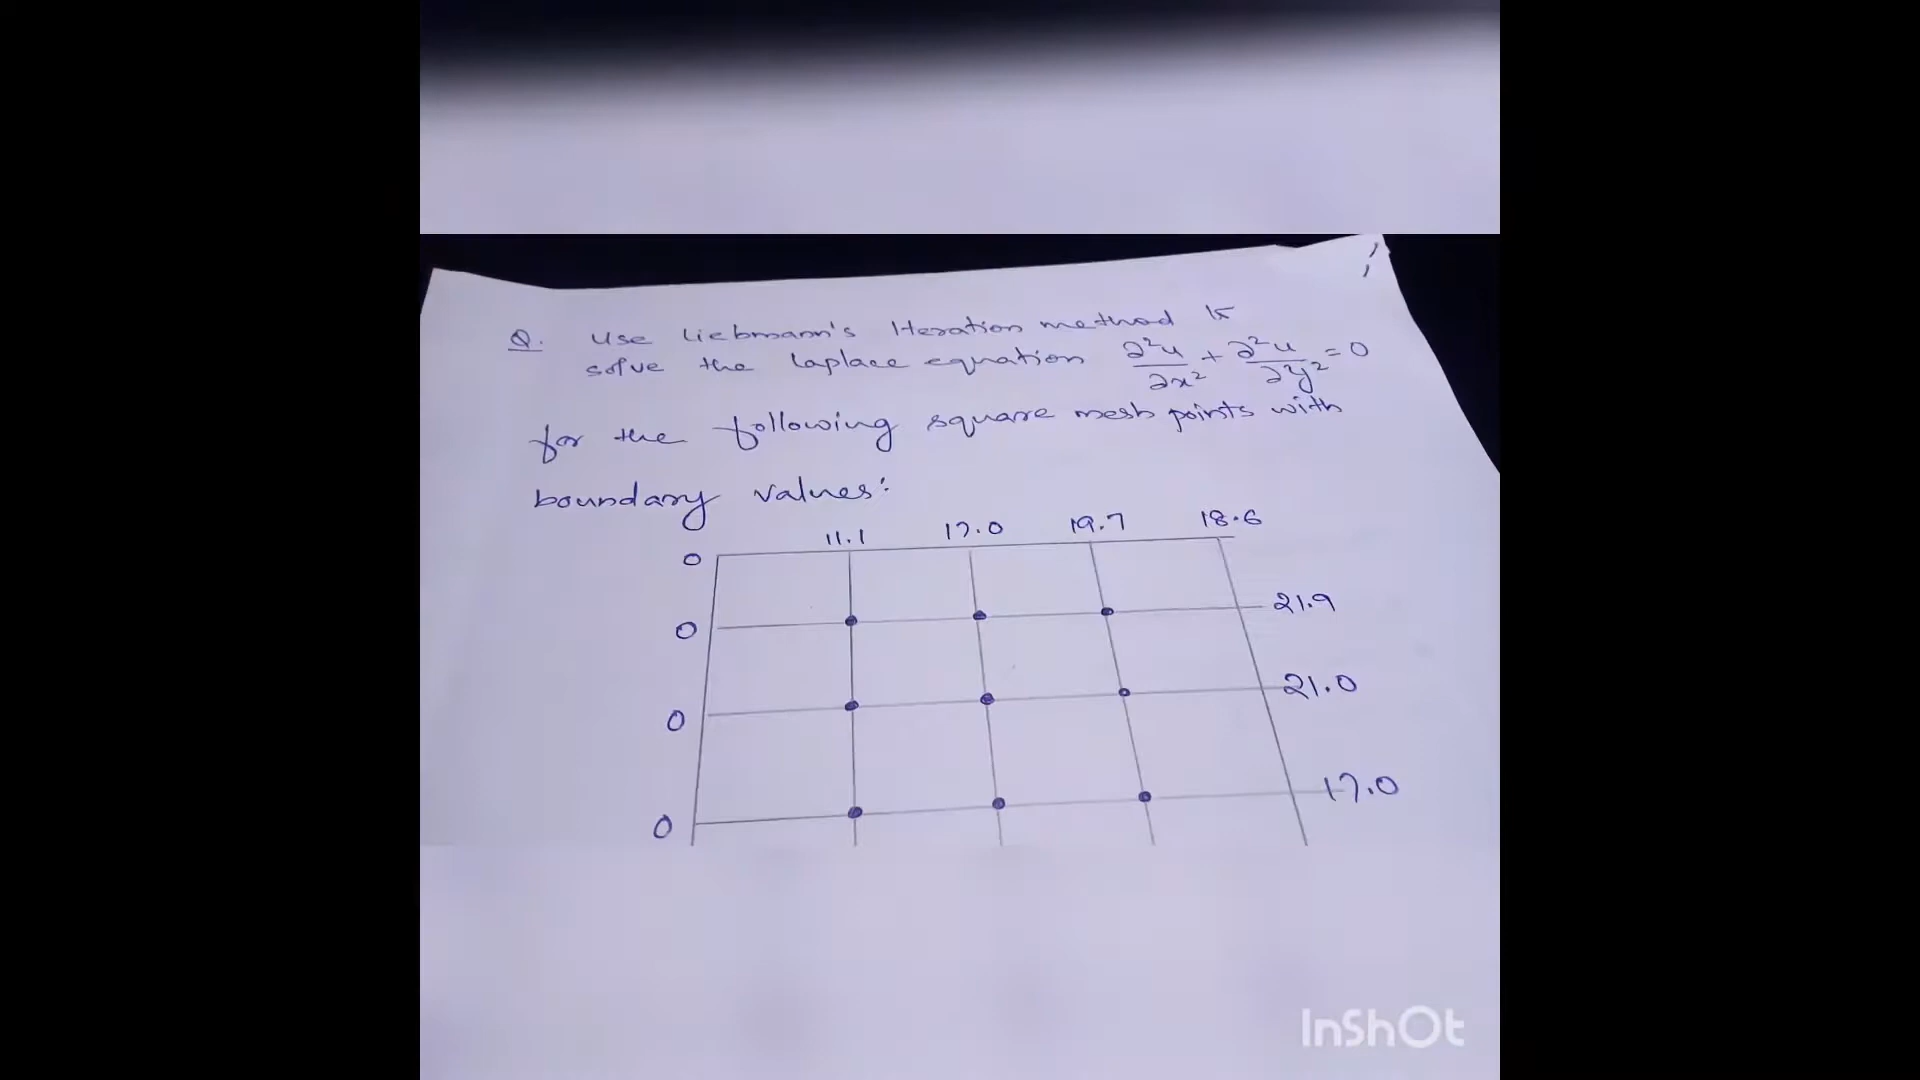 Q. Use Liebmann's Iteration method to
solve the laplace equation ∂²u/∂x² + ∂²u/∂y² = 0
for the following square mesh points with
boundary values:
11.1 17.0 19.7 18.6
0
0 21.9
0 21.0
0 17.0
InShOt